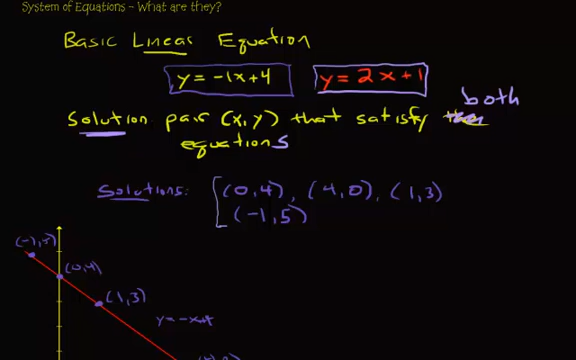 System of Equations - What are they?
Basic Linear Equation
y = -1x+4 y = 2x+1
both
Solution pair (x,y) that satisfy
equations
Solutions: (0,4), (4,0), (1,3)
(-1,5)
(-1,5)
(0,4)
(1,3)
y = -x+4